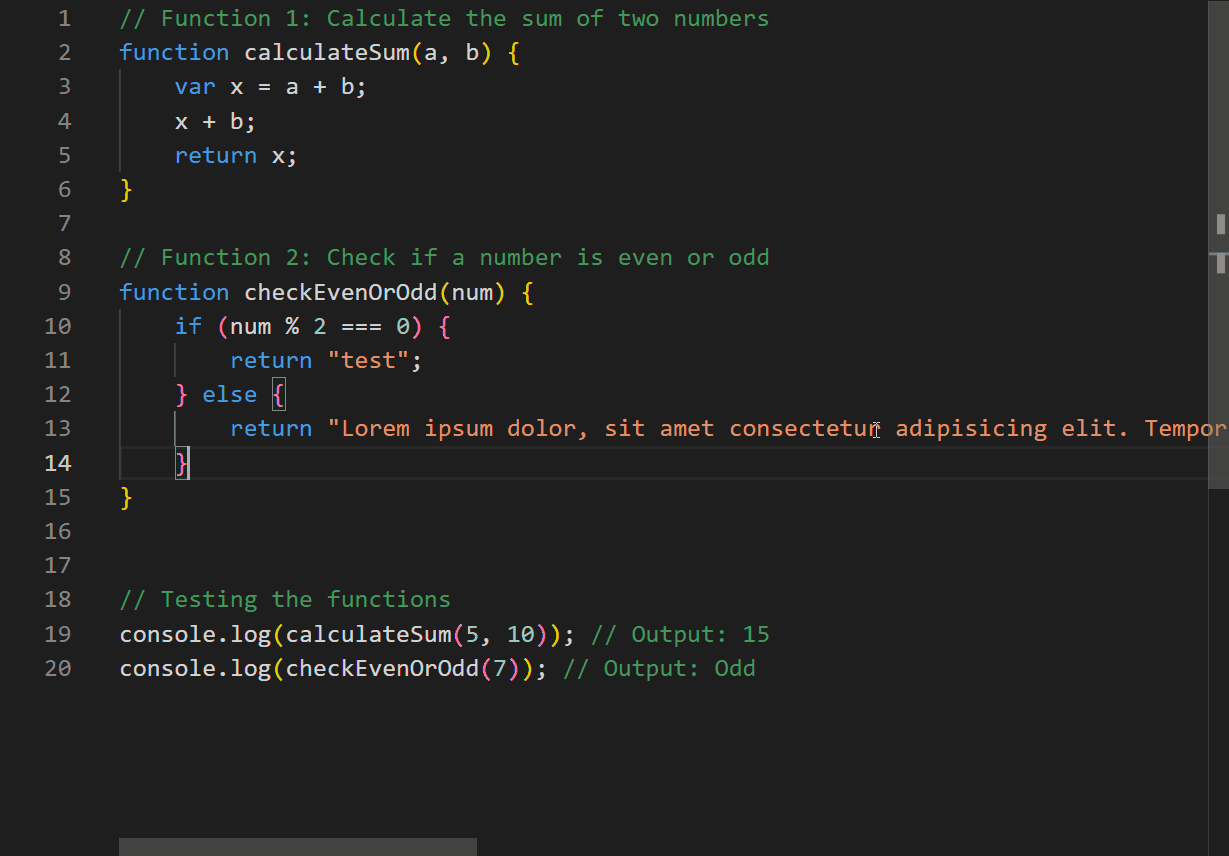 1 // Function 1: Calculate the sum of two numbers
2 function calculateSum(a, b) {
3     var x = a + b;
4     x + b;
5     return x;
6 }
7
8 // Function 2: Check if a number is even or odd
9 function checkEvenOrOdd(num) {
10     if (num % 2 === 0) {
11         return "test";
12     } else {
13         return "Lorem ipsum dolor, sit amet consectetur adipisicing elit. Tempor
14     }
15 }
16
17
18 // Testing the functions
19 console.log(calculateSum(5, 10)); // Output: 15
20 console.log(checkEvenOrOdd(7)); // Output: Odd